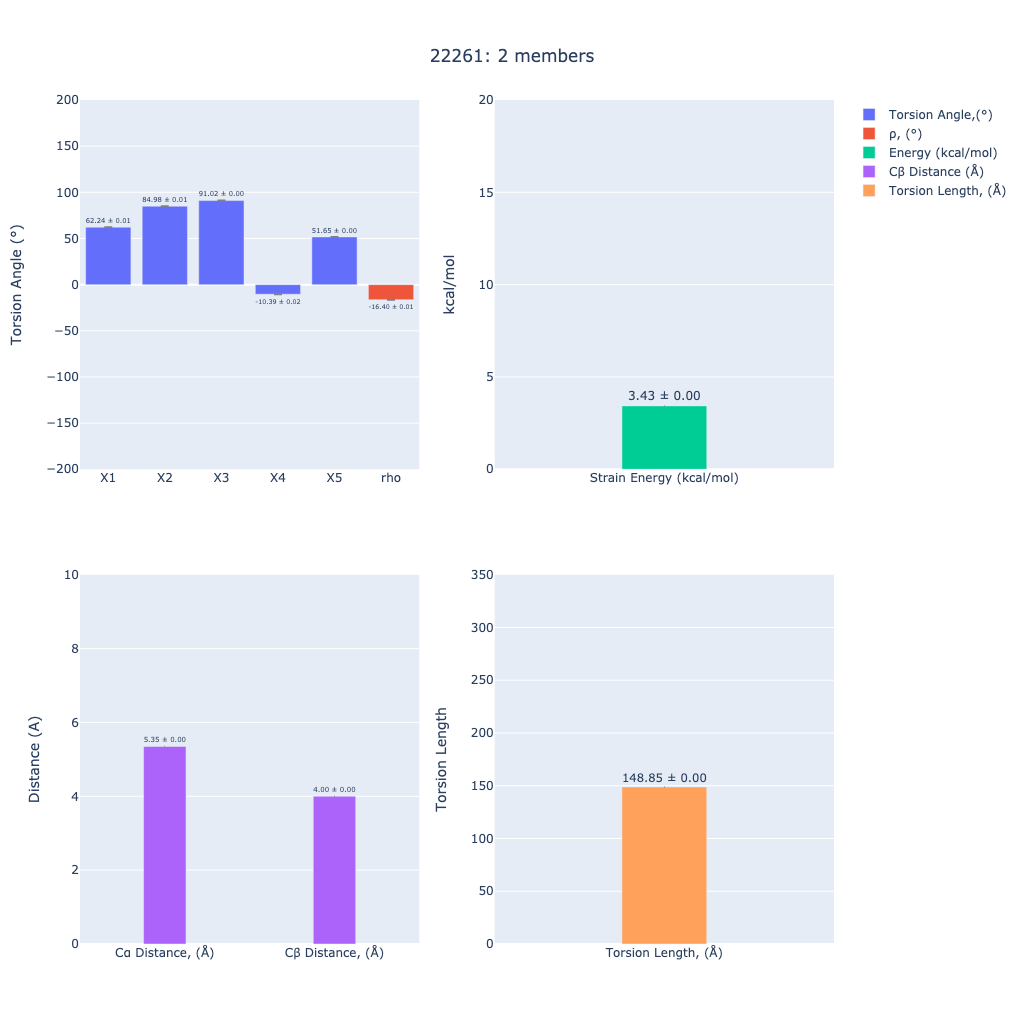 22261: 2 members
Torsion Angle (°)
200
150
100
50
0
−50
−100
−150
−200
62.24 ± 0.01
84.98 ± 0.01
91.02 ± 0.00
-10.39 ± 0.02
51.65 ± 0.00
-16.40 ± 0.01
X1 X2 X3 X4 X5 rho
kcal/mol
20
15
10
5
0
3.43 ± 0.00
Strain Energy (kcal/mol)
Torsion Angle,(°)
ρ, (°)
Energy (kcal/mol)
Cβ Distance (Å)
Torsion Length, (Å)
Distance (A)
10
8
6
4
2
0
5.35 ± 0.00
4.00 ± 0.00
Cα Distance, (Å) Cβ Distance, (Å)
Torsion Length
350
300
250
200
150
100
50
0
148.85 ± 0.00
Torsion Length, (Å)